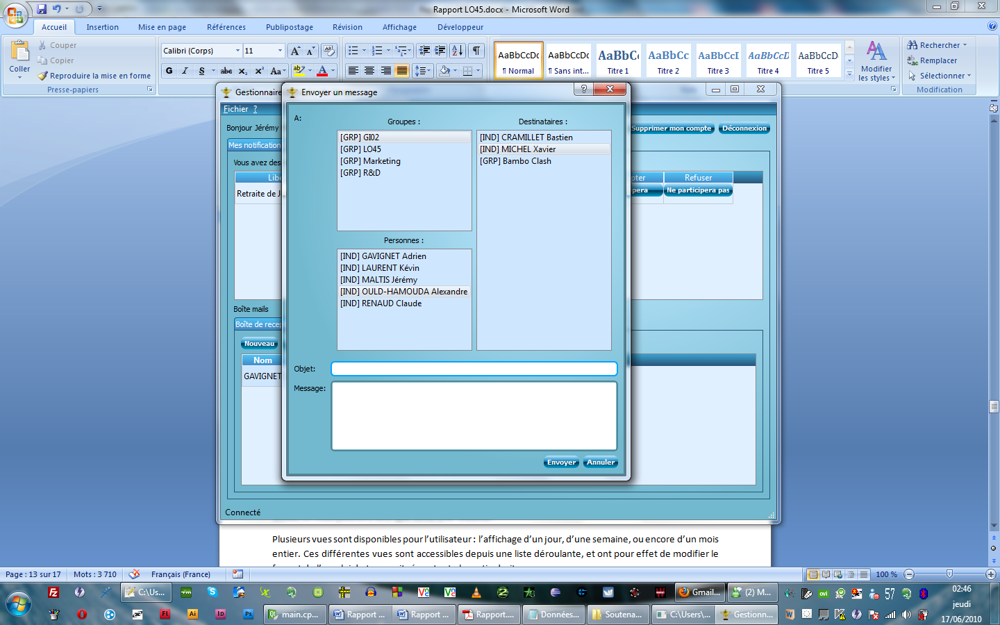 Rapport LO45.docx - Microsoft Word
Accueil Insertion Mise en page Références Publipostage Révision Affichage Développeur
Coller
Couper
Copier
Reproduire la mise en forme
Presse-papiers
Calibri (Corps) 11
G I S abc X₂ X² Aa
AaBbCcDc AaBbCcDc AaBbC AaBbCc AaBbCcI AaBbCcD AaBbCcD
¶ Normal ¶ Sans int... Titre 1 Titre 2 Titre 3 Titre 4 Titre 5
Modifier
les styles
Rechercher
Remplacer
Sélectionner
Modification
Gestionnaire
Fichier ?
Bonjour Jérémy
Supprimer mon compte Déconnexion
Mes notification
Vous avez des
Lib
pter Refuser
Retraite de J
pera Ne participera pas
Boîte mails
Boîte de rece
Nouveau
Nom
GAVIGNET
Connecté
Envoyer un message
A:
Groupes :
[GRP] GI02
[GRP] LO45
[GRP] Marketing
[GRP] R&D
Personnes :
[IND] GAVIGNET Adrien
[IND] LAURENT Kévin
[IND] MALTIS Jérémy
[IND] OULD-HAMOUDA Alexandre
[IND] RENAUD Claude
Destinataires :
[IND] CRAMILLET Bastien
[IND] MICHEL Xavier
[GRP] Bambo Clash
Objet:
Message:
Envoyer Annuler
Plusieurs vues sont disponibles pour l'utilisateur : l'affichage d'un jour, d'une semaine, ou encore d'un mois
entier. Ces différentes vues sont accessibles depuis une liste déroulante, et ont pour effet de modifier le
Page : 13 sur 17 Mots : 3 710 Français (France) 100 %
C:\Us... Gmail... (2) M... 57 02:46
jeudi
main.cp... Rapport ... Rapport ... Rapport.... Données... Soutena... C:\Users\... Gestionn... 17/06/2010